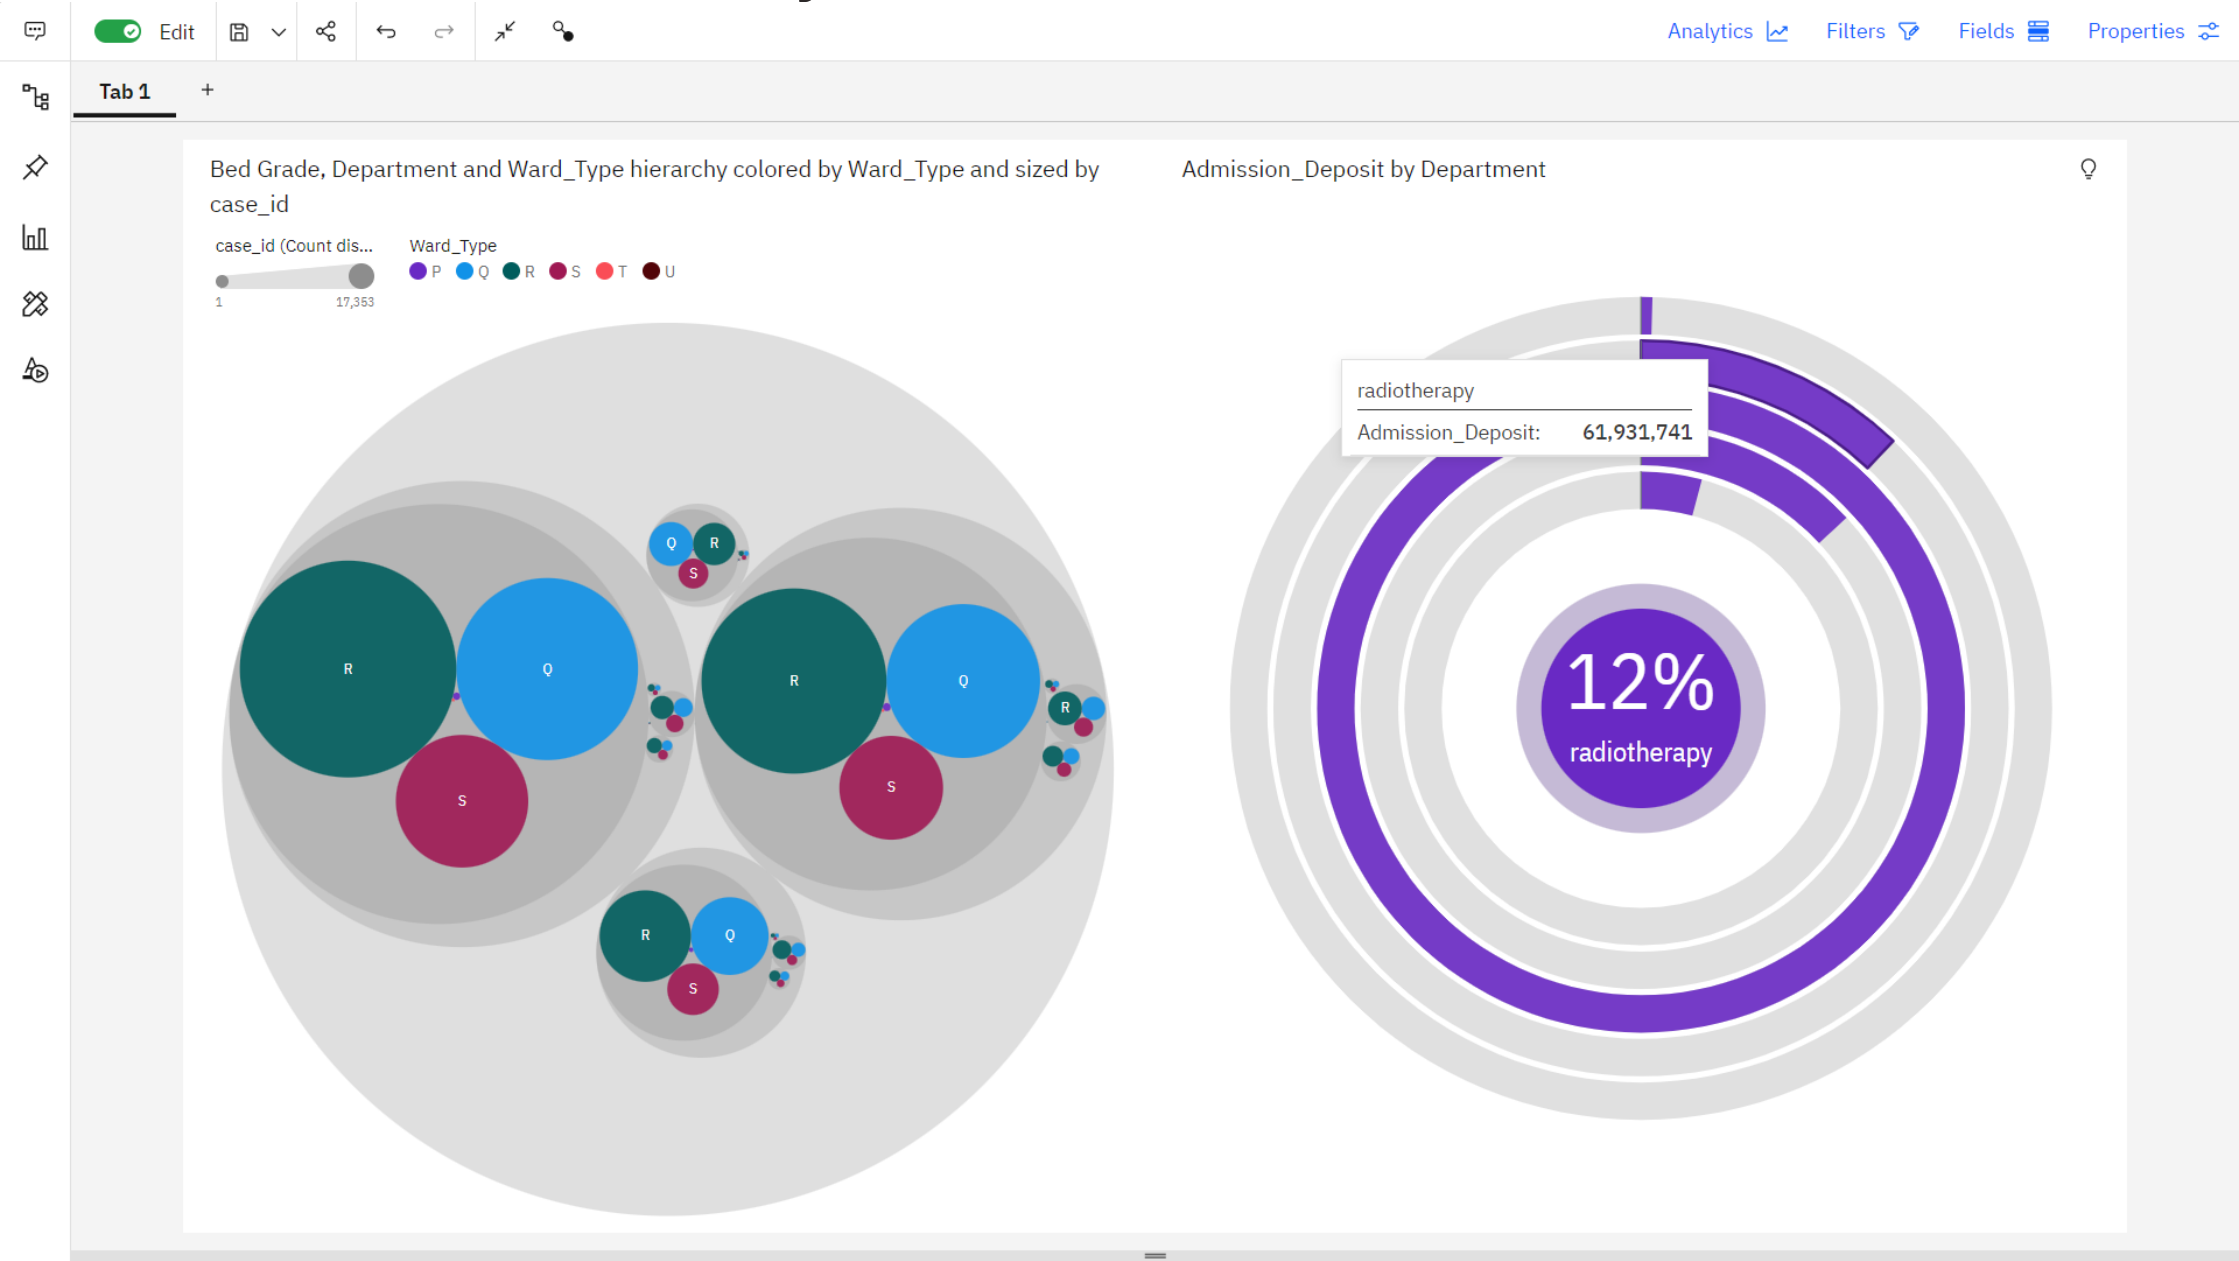 Edit
Analytics
Filters
Fields
Properties
Tab 1
+
Bed Grade, Department and Ward_Type hierarchy colored by Ward_Type and sized by
case_id
case_id (Count dis...
1
17,353
Ward_Type
P
Q
R
S
T
U
Q
R
S
R
Q
S
R
Q
S
R
R
Q
S
Admission_Deposit by Department
radiotherapy
Admission_Deposit: 61,931,741
12%
radiotherapy